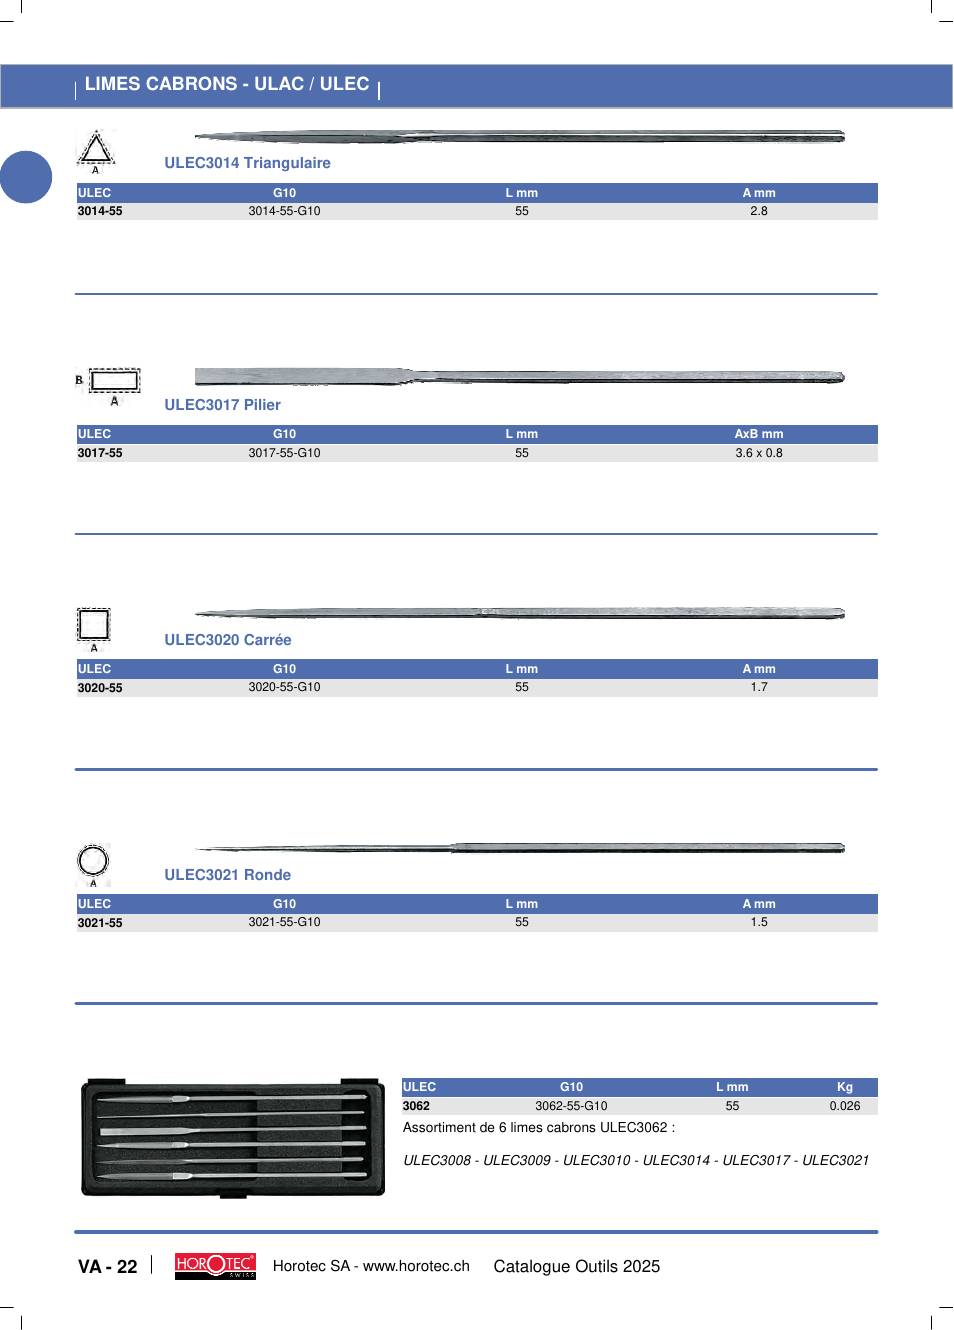 LIMES CABRONS - ULAC / ULEC
A
ULEC3014 Triangulaire
ULEC G10 L mm A mm
3014-55 3014-55-G10 55 2.8
B
A
ULEC3017 Pilier
ULEC G10 L mm AxB mm
3017-55 3017-55-G10 55 3.6 x 0.8
A
ULEC3020 Carrée
ULEC G10 L mm A mm
3020-55 3020-55-G10 55 1.7
A
ULEC3021 Ronde
ULEC G10 L mm A mm
3021-55 3021-55-G10 55 1.5
ULEC G10 L mm Kg
3062 3062-55-G10 55 0.026
Assortiment de 6 limes cabrons ULEC3062 :
ULEC3008 - ULEC3009 - ULEC3010 - ULEC3014 - ULEC3017 - ULEC3021
VA - 22 HOROTEC SWISS Horotec SA - www.horotec.ch Catalogue Outils 2025